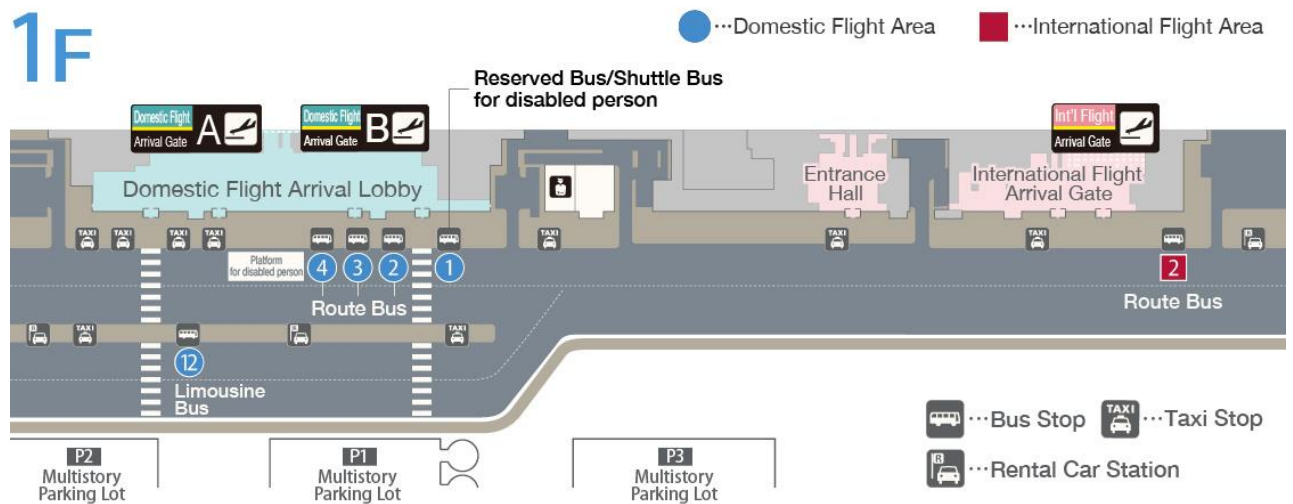 1F
···Domestic Flight Area
···International Flight Area
Reserved Bus/Shuttle Bus
for disabled person
Domestic Flight
Arrival Gate
A
Domestic Flight
Arrival Gate
B
Int'l Flight
Arrival Gate
Domestic Flight Arrival Lobby
Entrance
Hall
International Flight
Arrival Gate
TAXI
TAXI
TAXI
TAXI
TAXI
TAXI
TAXI
R
Platform
for disabled person
4
3
2
1
2
Route Bus
Route Bus
R
TAXI
R
TAXI
12
Limousine
Bus
···Bus Stop
TAXI
···Taxi Stop
R
···Rental Car Station
P2
Multistory
Parking Lot
P1
Multistory
Parking Lot
P3
Multistory
Parking Lot